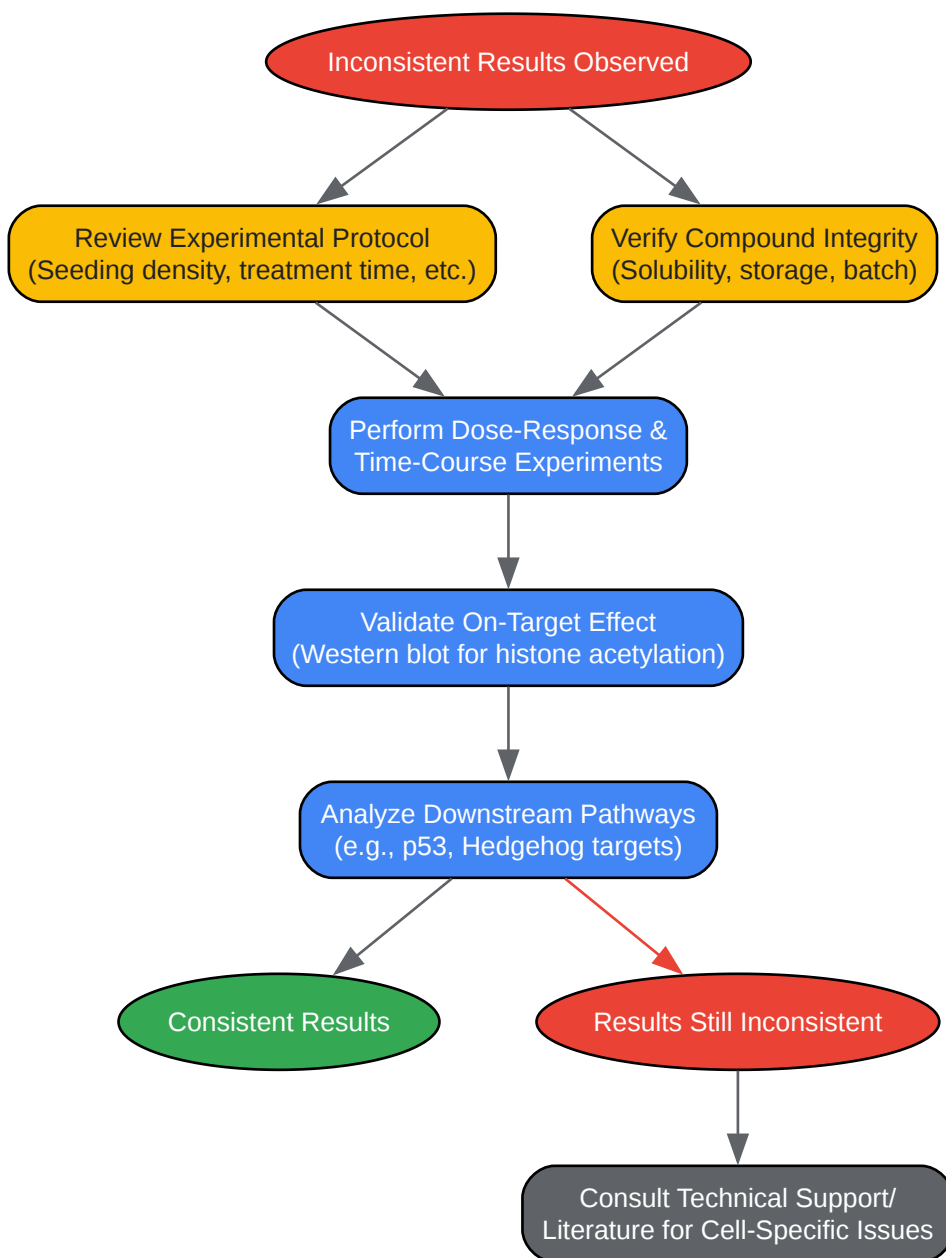 Inconsistent Results Observed
Review Experimental Protocol
(Seeding density, treatment time, etc.)
Verify Compound Integrity
(Solubility, storage, batch)
Perform Dose-Response &
Time-Course Experiments
Validate On-Target Effect
(Western blot for histone acetylation)
Analyze Downstream Pathways
(e.g., p53, Hedgehog targets)
Consistent Results
Results Still Inconsistent
Consult Technical Support/
Literature for Cell-Specific Issues